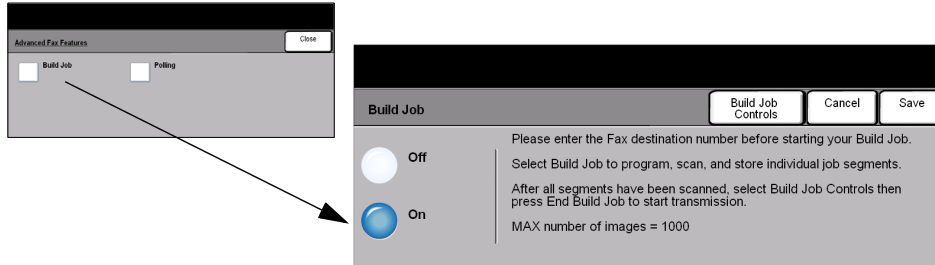 Advanced Fax Features
Close
Build Job
Polling
Build Job
Build Job
Controls
Cancel
Save
Off
On
Please enter the Fax destination number before starting your Build Job.
Select Build Job to program, scan, and store individual job segments.
After all segments have been scanned, select Build Job Controls then
press End Build Job to start transmission.
MAX number of images = 1000